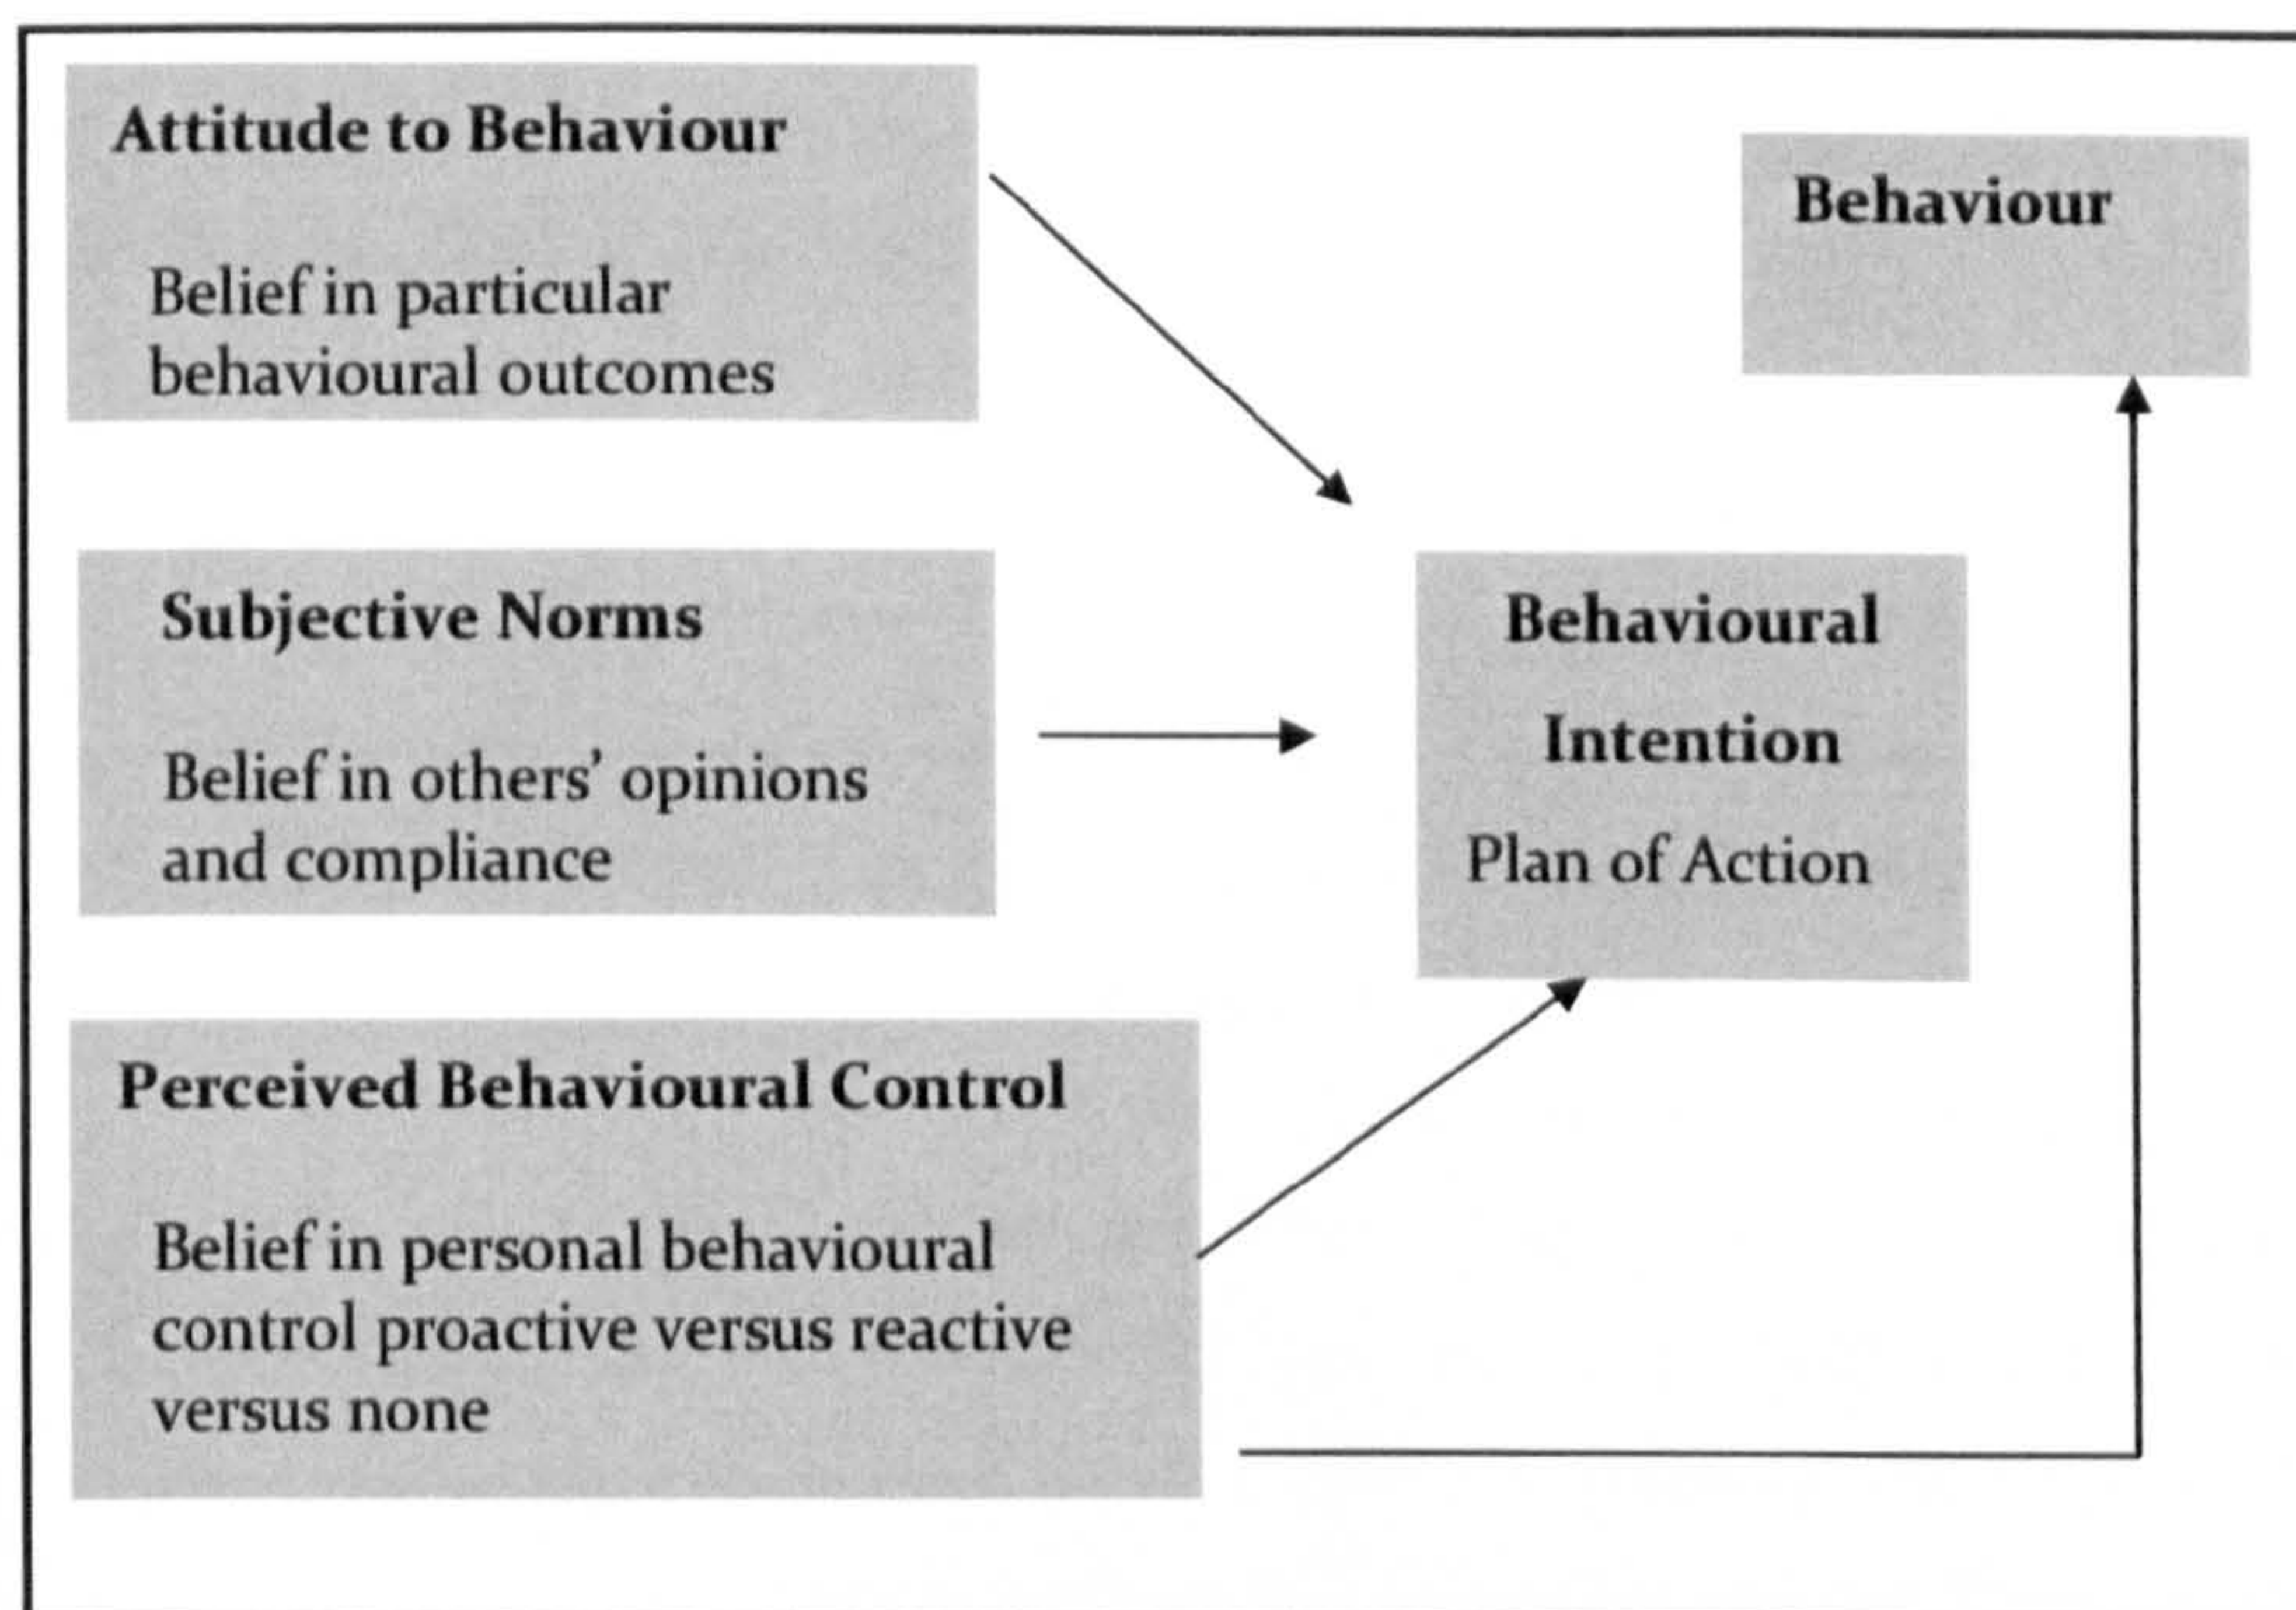 Attitude to Behaviour
Belief in particular
behavioural outcomes
Behaviour
Subjective Norms
Belief in others’ opinions
and compliance
Behavioural
Intention
Plan of Action
Perceived Behavioural Control
Belief in personal behavioural
control proactive versus reactive
versus none